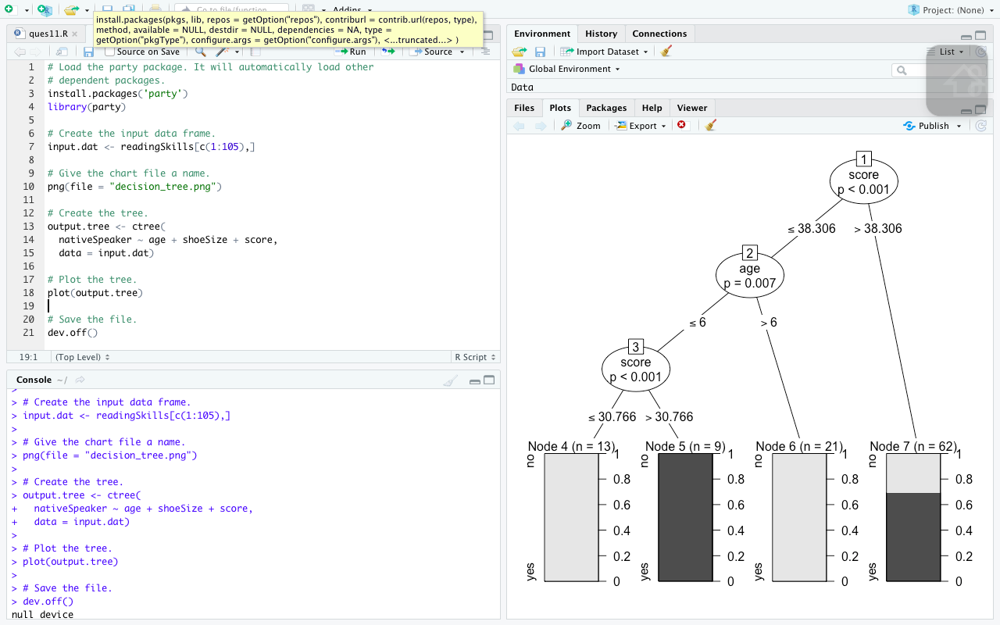 install.packages(pkgs, lib, repos = getOption("repos"), contriburl = contrib.url(repos, type),
method, available = NULL, destdir = NULL, dependencies = NA, type =
getOption("pkgType"), configure.args = getOption("configure.args"), <...truncated...> )
Go to file/function
Addins
Project: (None)
ques11.R
Source on Save
Run
Source
1 # Load the party package. It will automatically load other
2 # dependent packages.
3 install.packages('party')
4 library(party)
5
6 # Create the input data frame.
7 input.dat <- readingSkills[c(1:105),]
8
9 # Give the chart file a name.
10 png(file = "decision_tree.png")
11
12 # Create the tree.
13 output.tree <- ctree(
14   nativeSpeaker ~ age + shoeSize + score,
15   data = input.dat)
16
17 # Plot the tree.
18 plot(output.tree)
19
20 # Save the file.
21 dev.off()
19:1 (Top Level) R Script
Console ~/
>
> # Create the input data frame.
> input.dat <- readingSkills[c(1:105),]
>
> # Give the chart file a name.
> png(file = "decision_tree.png")
>
> # Create the tree.
> output.tree <- ctree(
+   nativeSpeaker ~ age + shoeSize + score,
+   data = input.dat)
>
> # Plot the tree.
> plot(output.tree)
>
> # Save the file.
> dev.off()
null device
Environment History Connections
Import Dataset List
Global Environment
Data
Files Plots Packages Help Viewer
Zoom Export Publish
1
score
p < 0.001
≤ 38.306 > 38.306
2
age
p = 0.007
≤ 6 > 6
3
score
p < 0.001
≤ 30.766 > 30.766
Node 4 (n = 13)
no
yes
1
0.8
0.6
0.4
0.2
0
Node 5 (n = 9)
no
yes
1
0.8
0.6
0.4
0.2
0
Node 6 (n = 21)
no
yes
1
0.8
0.6
0.4
0.2
0
Node 7 (n = 62)
no
yes
1
0.8
0.6
0.4
0.2
0